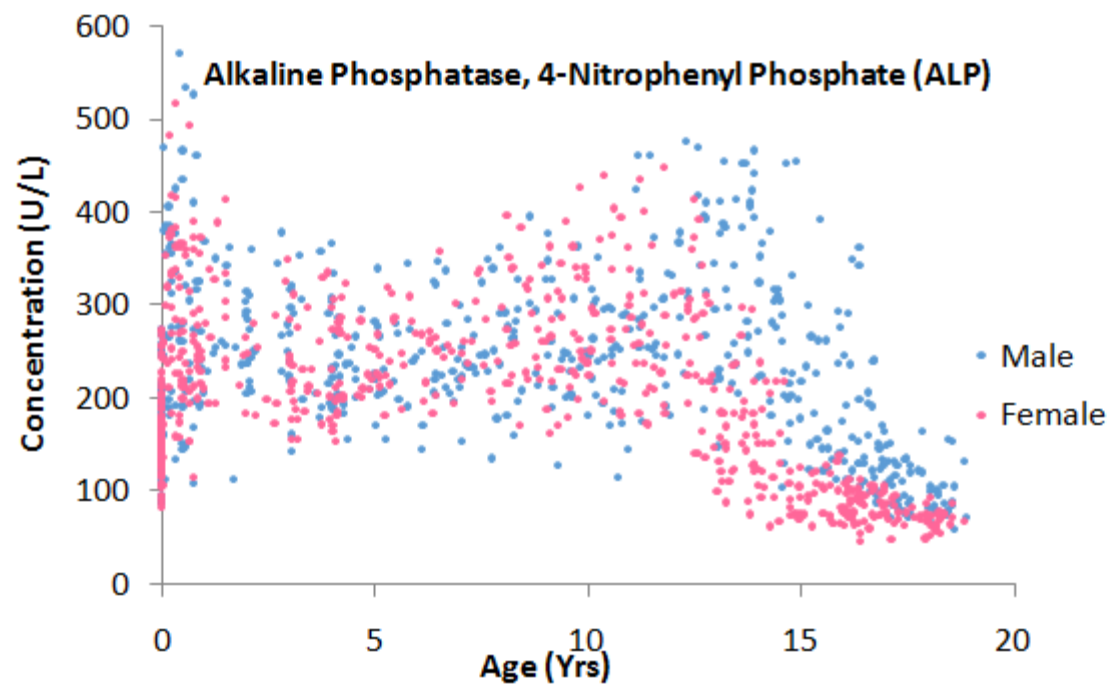 Alkaline Phosphatase, 4-Nitrophenyl Phosphate (ALP)
Concentration (U/L)
600
500
400
300
200
100
0
0 5 10 15 20
Age (Yrs)
Male
Female